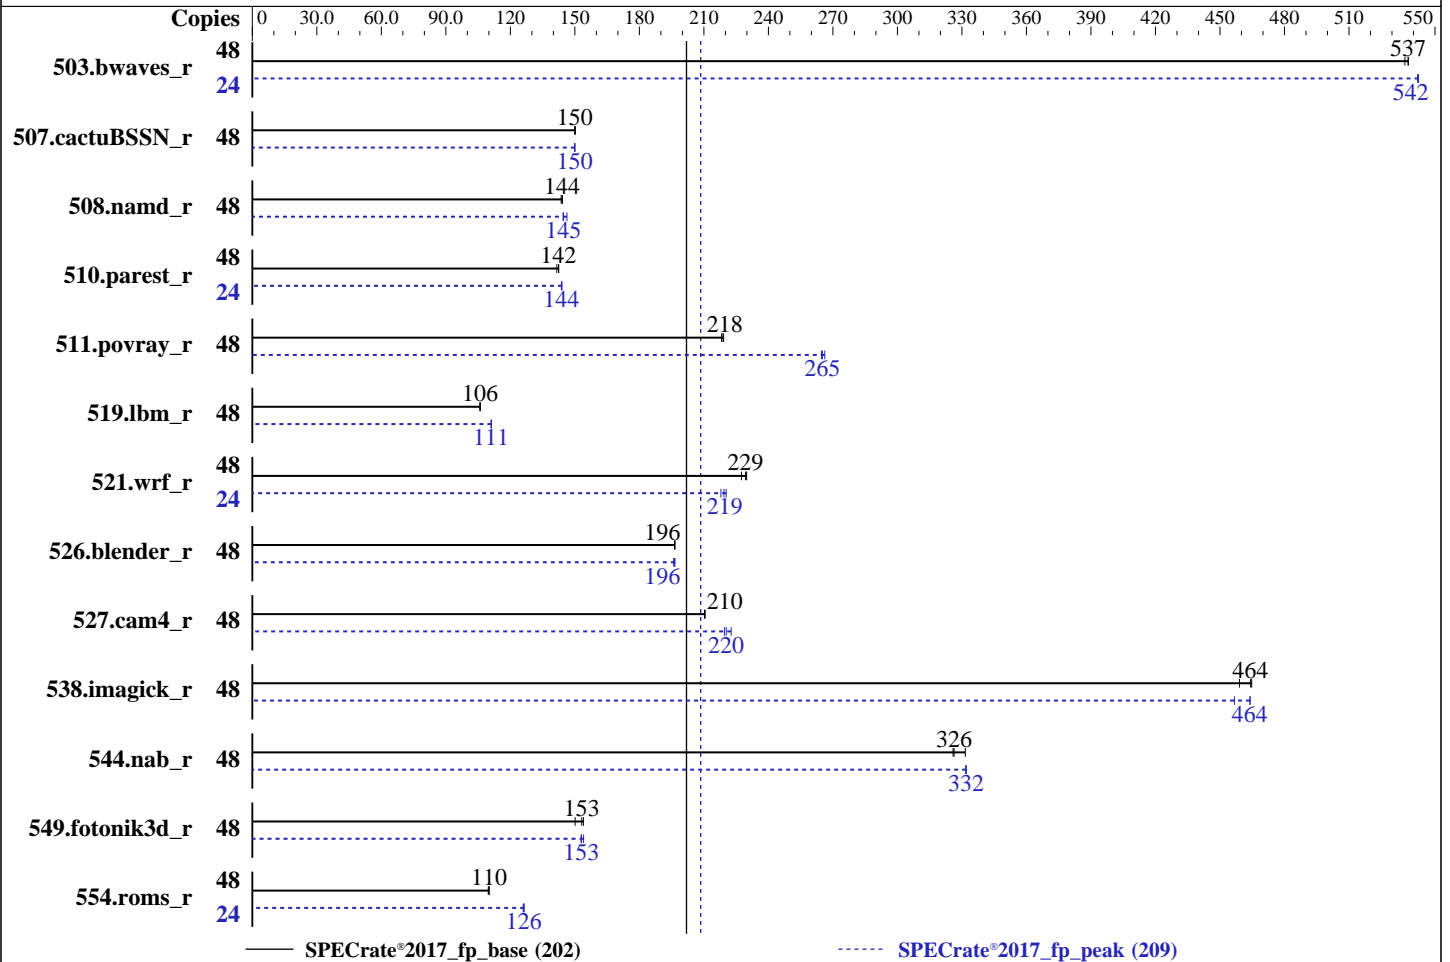 Copies 0 30.0 60.0 90.0 120 150 180 210 240 270 300 330 360 390 420 450 480 510 550
503.bwaves_r 48 537
24 542
507.cactuBSSN_r 48 150
150
508.namd_r 48 144
145
510.parest_r 48 142
24 144
511.povray_r 48 218
265
519.lbm_r 48 106
111
521.wrf_r 48 229
24 219
526.blender_r 48 196
196
527.cam4_r 48 210
220
538.imagick_r 48 464
464
544.nab_r 48 326
332
549.fotonik3d_r 48 153
153
554.roms_r 48 110
24 126
SPECrate®2017_fp_base (202) SPECrate®2017_fp_peak (209)